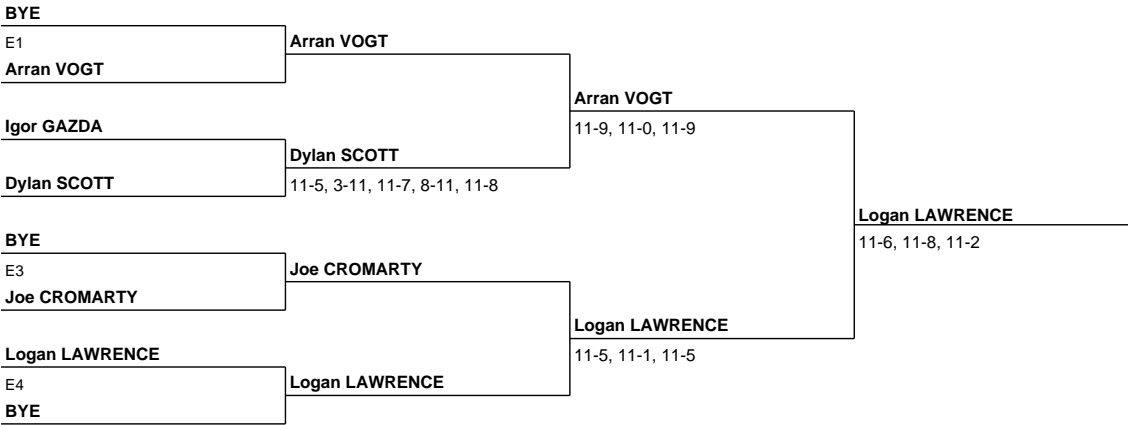 BYE
E1
Arran VOGT
Arran VOGT
Igor GAZDA
Dylan SCOTT
Dylan SCOTT
11-5, 3-11, 11-7, 8-11, 11-8
Arran VOGT
11-9, 11-0, 11-9
BYE
E3
Joe CROMARTY
Joe CROMARTY
Logan LAWRENCE
E4
BYE
Logan LAWRENCE
Logan LAWRENCE
11-5, 11-1, 11-5
Logan LAWRENCE
11-6, 11-8, 11-2